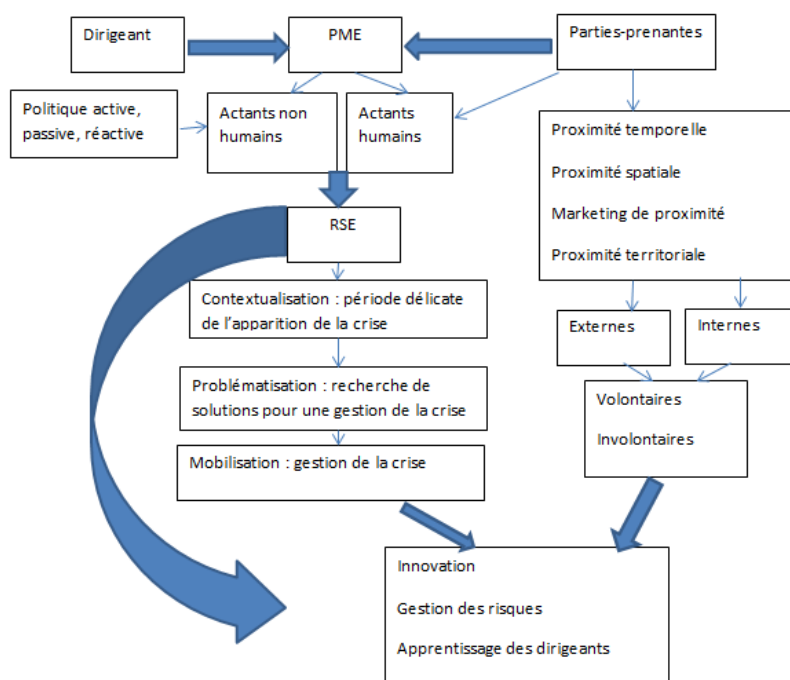 Dirigeant
PME
Parties-prenantes
Politique active,
passive, réactive
Actants non
humains
Actants
humains
Proximité temporelle
Proximité spatiale
Marketing de proximité
Proximité territoriale
RSE
Contextualisation : période délicate
de l'apparition de la crise
Externes
Internes
Problématisation : recherche de
solutions pour une gestion de la crise
Volontaires
Involontaires
Mobilisation : gestion de la crise
Innovation
Gestion des risques
Apprentissage des dirigeants